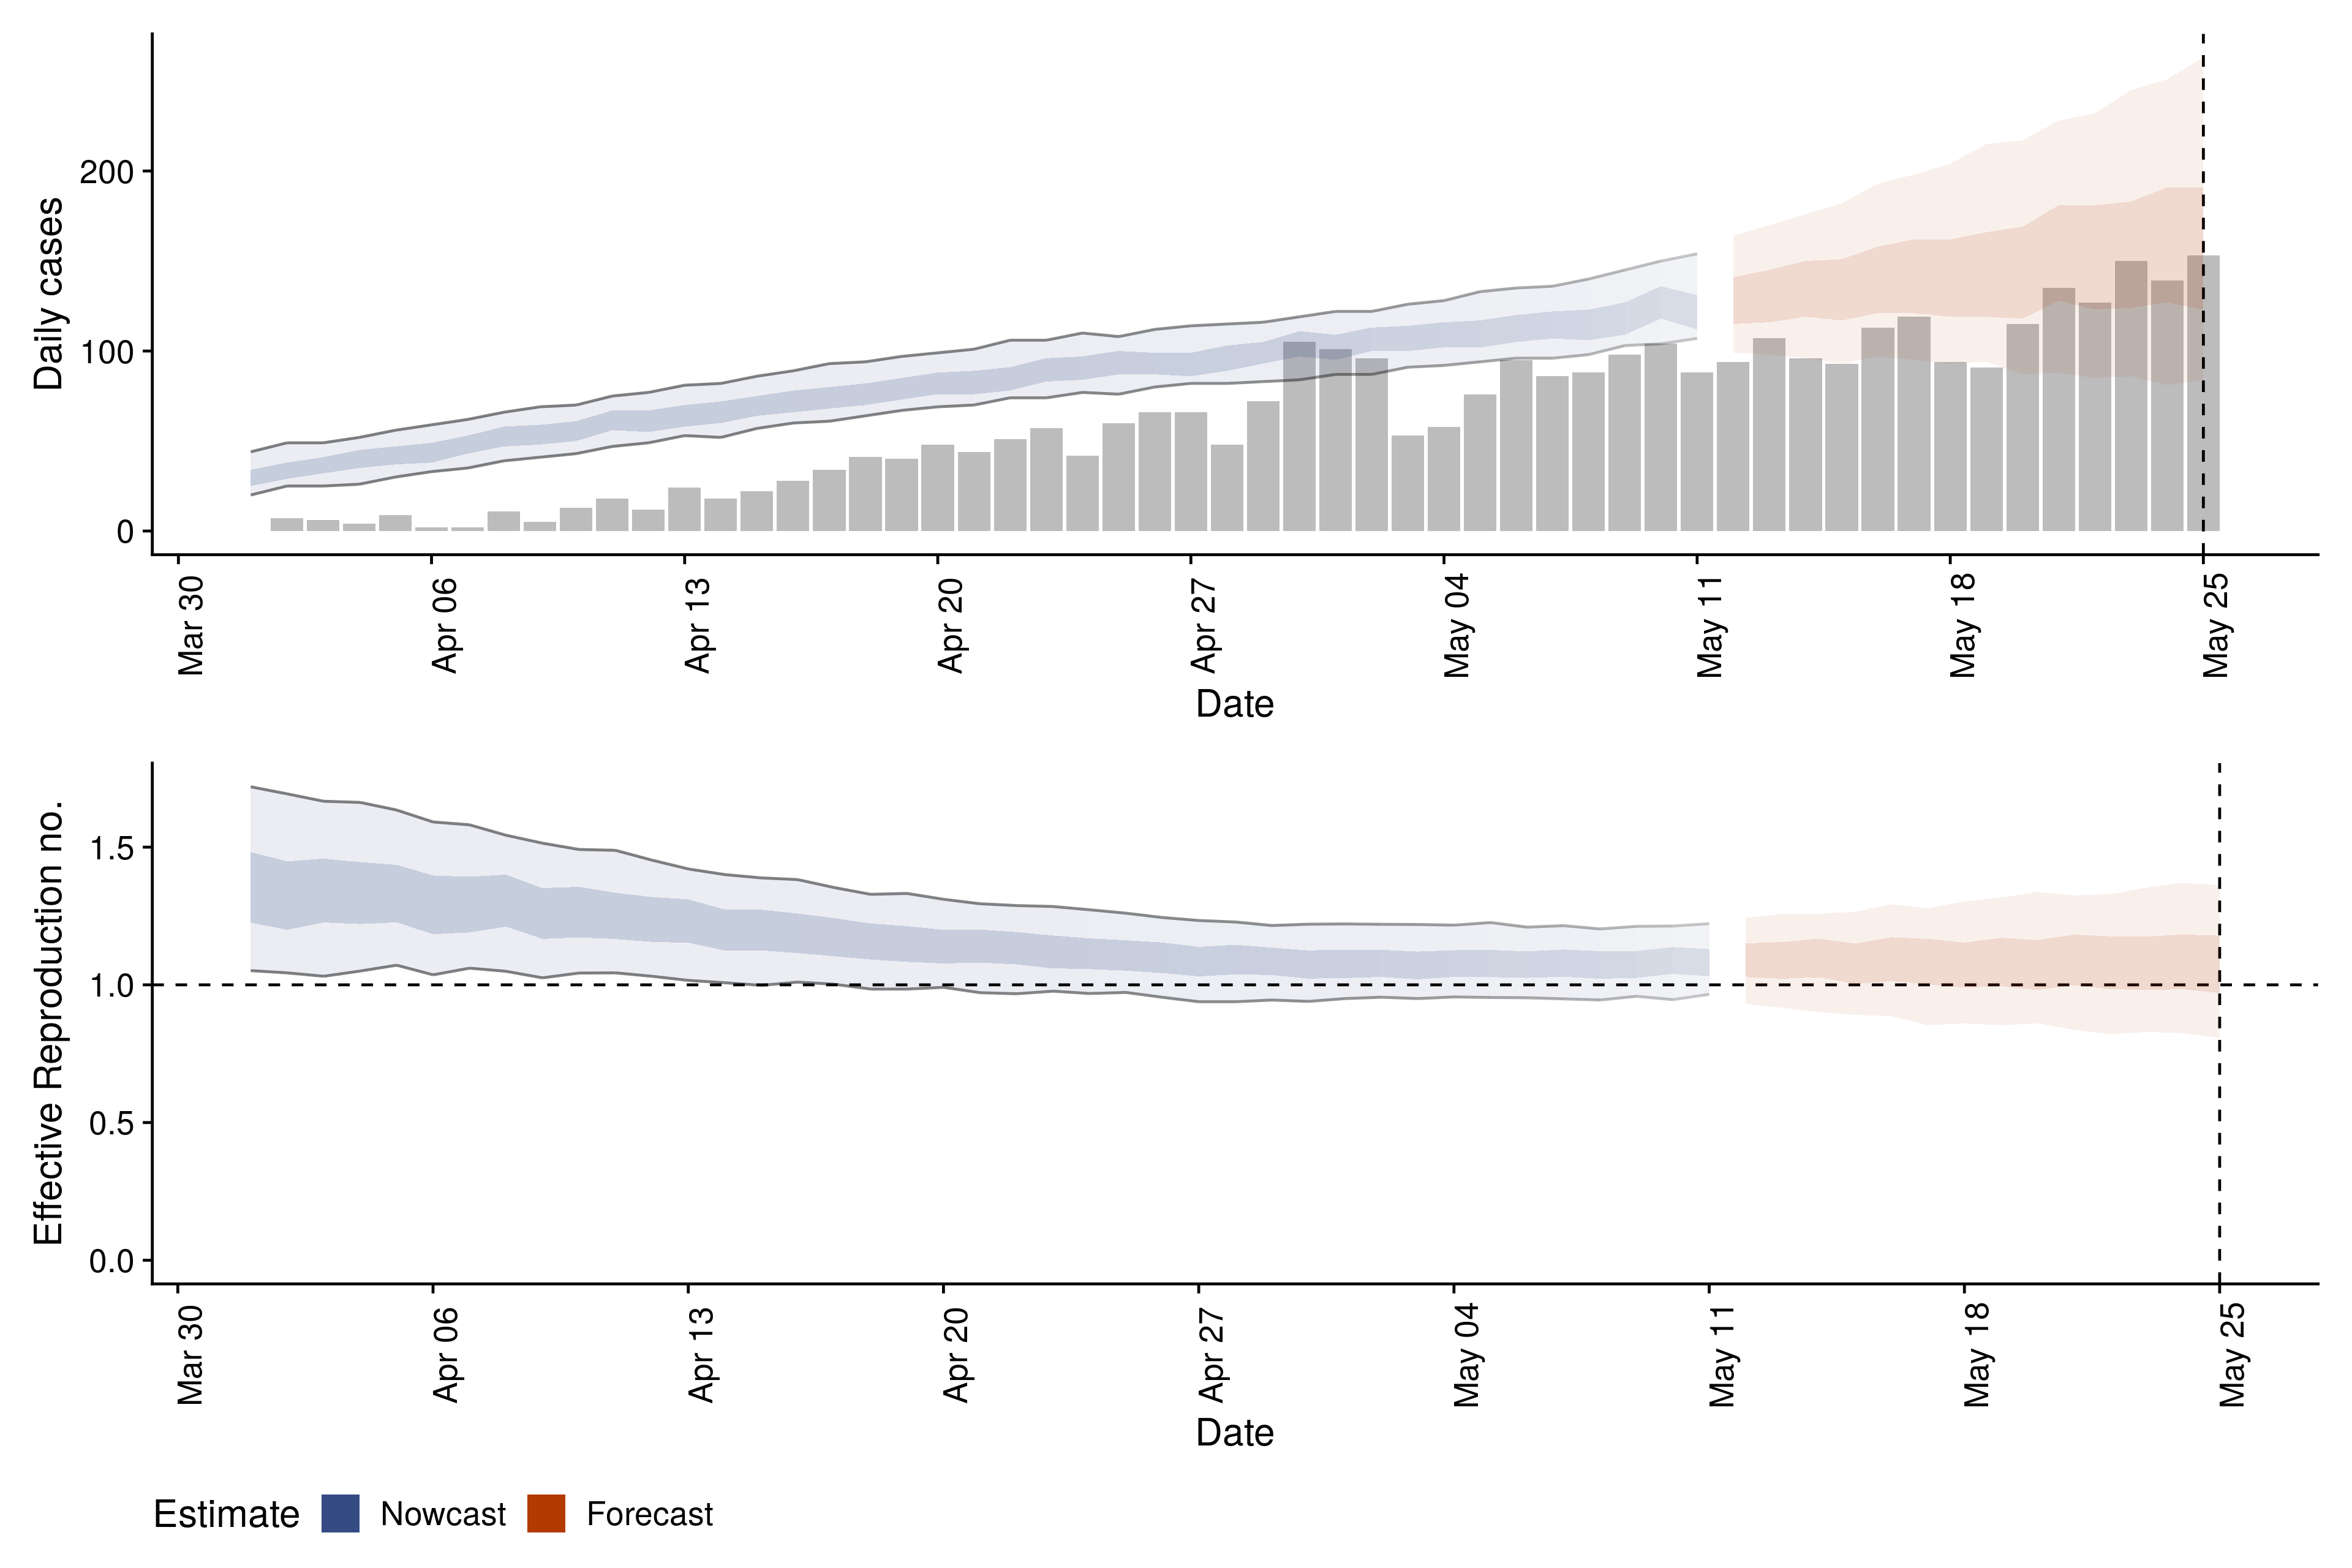 Daily cases
200
100
0
Mar 30
Apr 06
Apr 13
Apr 20
Apr 27
May 04
May 11
May 18
May 25
Date
Effective Reproduction no.
1.5
1.0
0.5
0.0
Mar 30
Apr 06
Apr 13
Apr 20
Apr 27
May 04
May 11
May 18
May 25
Date
Estimate Nowcast Forecast